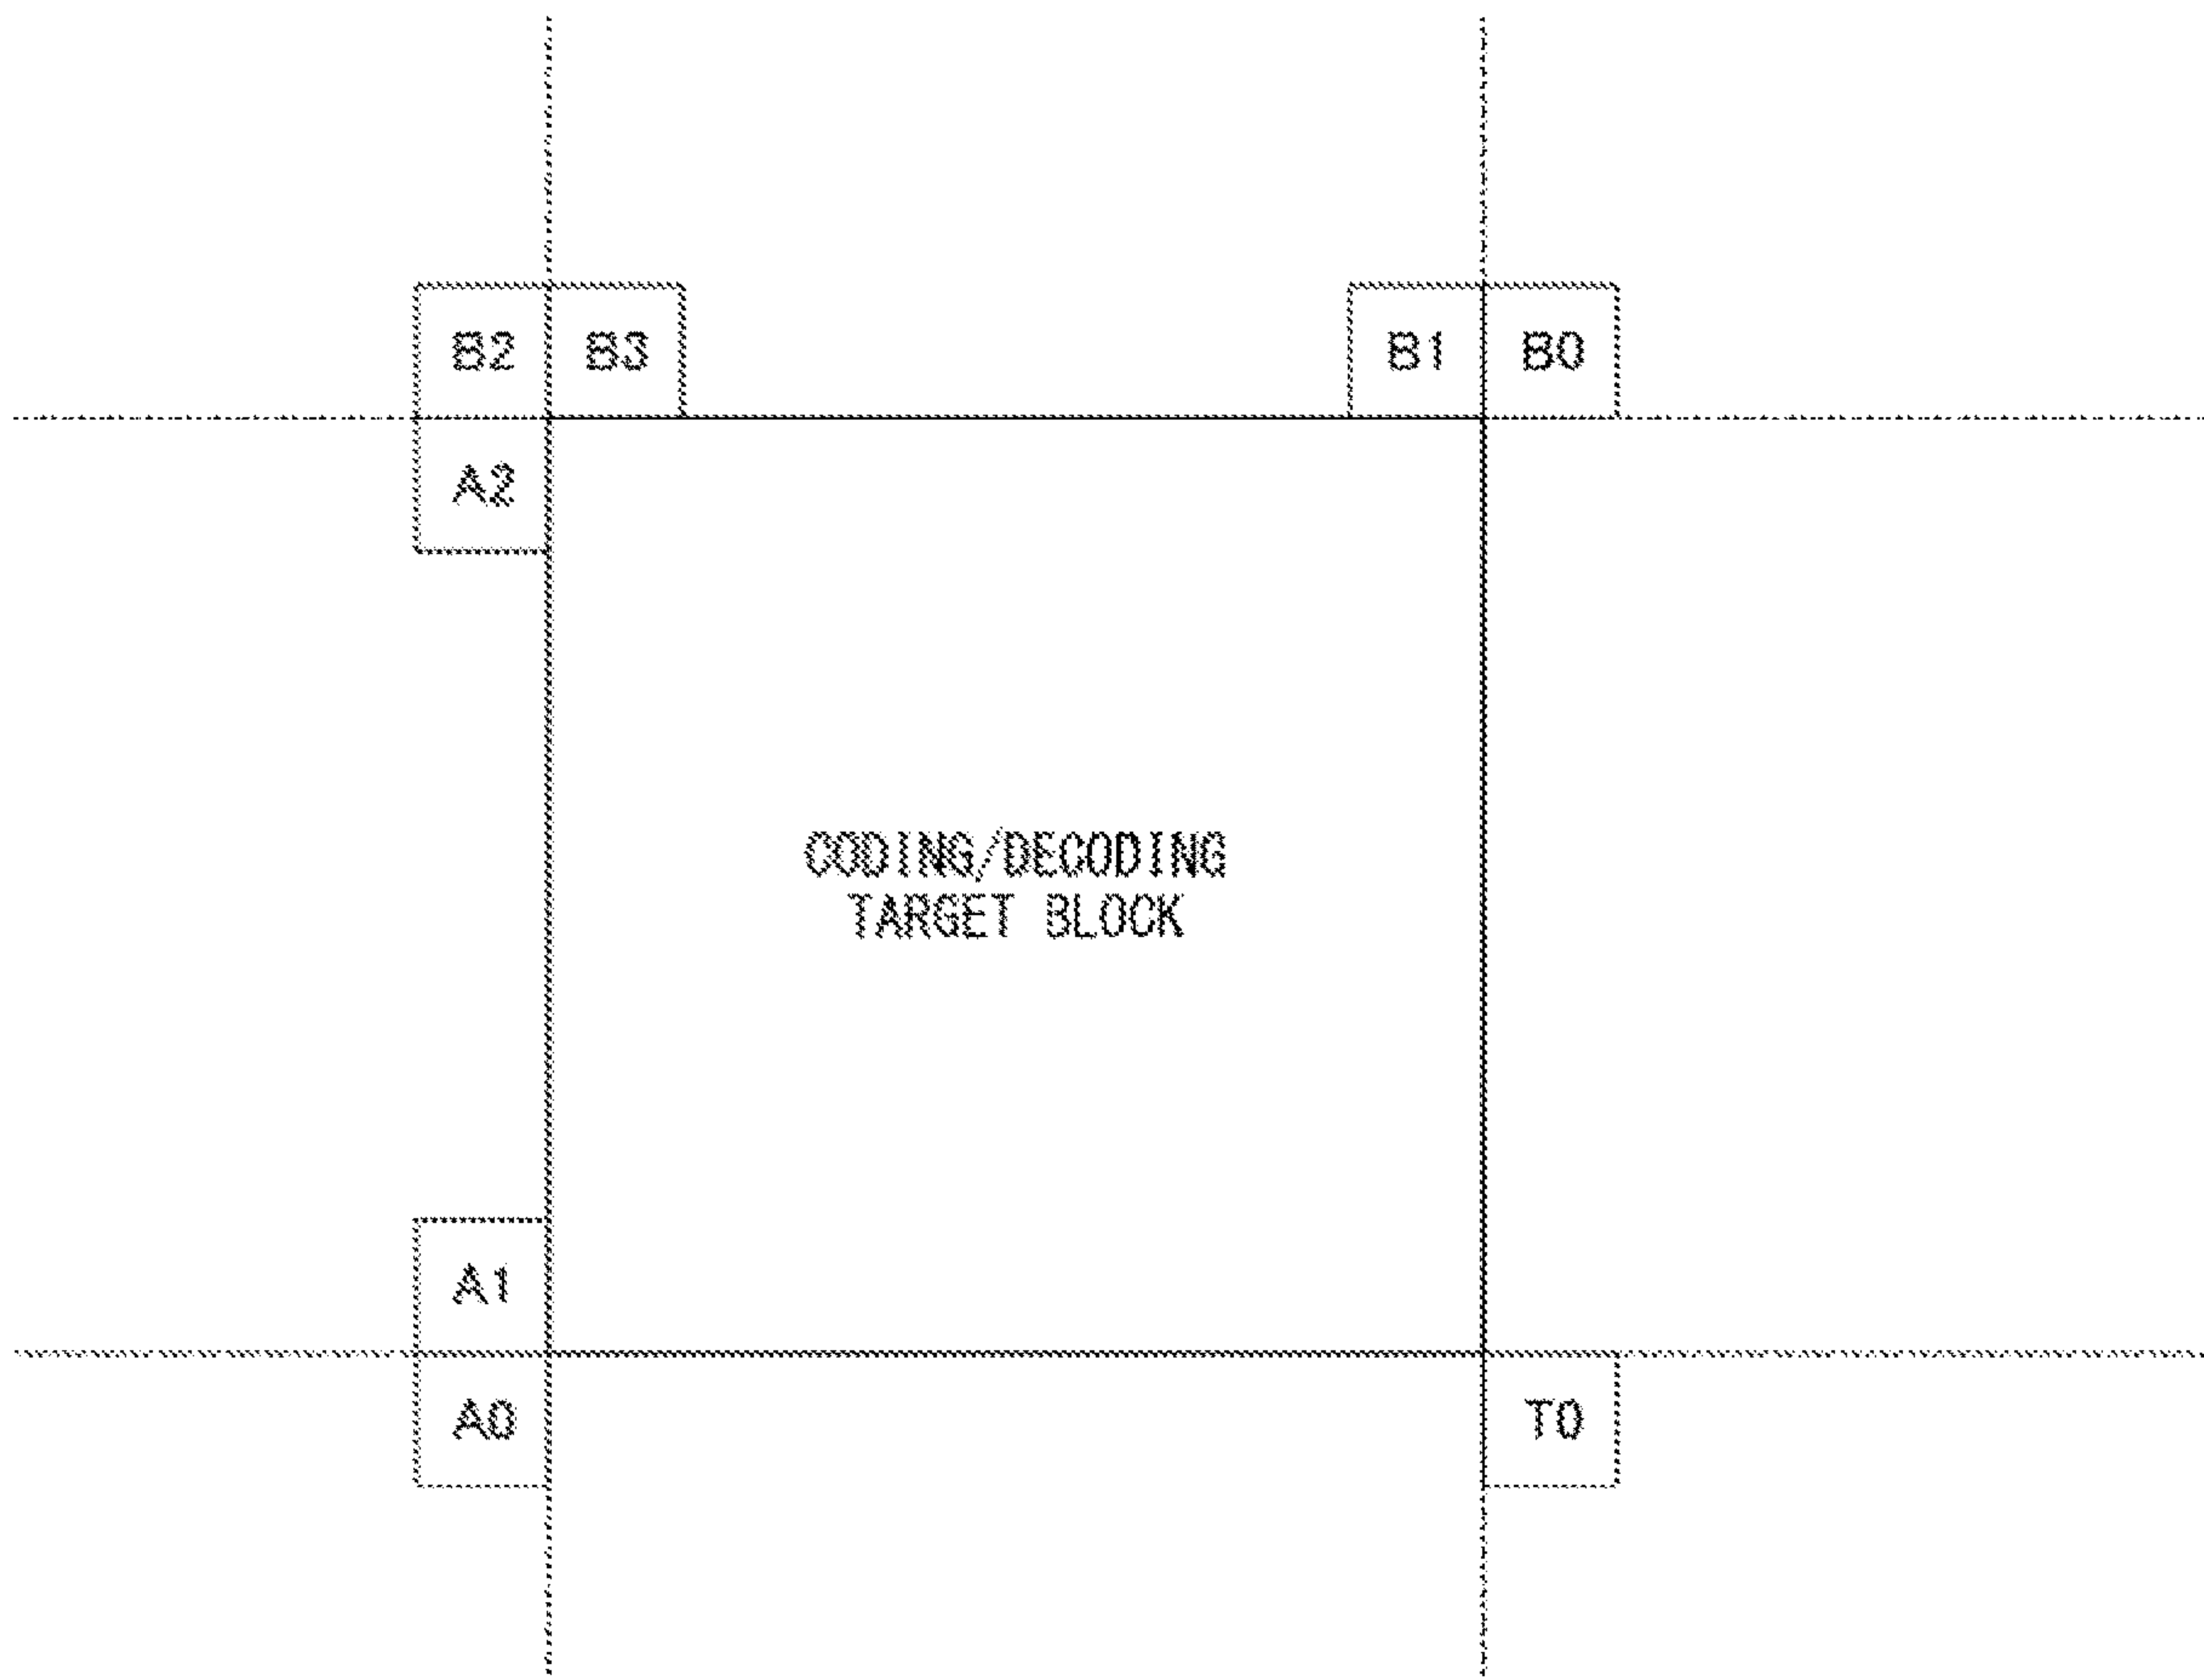 B2 B3 B1 B0
A2
CODING/DECODING
TARGET BLOCK
A1
A0 T0